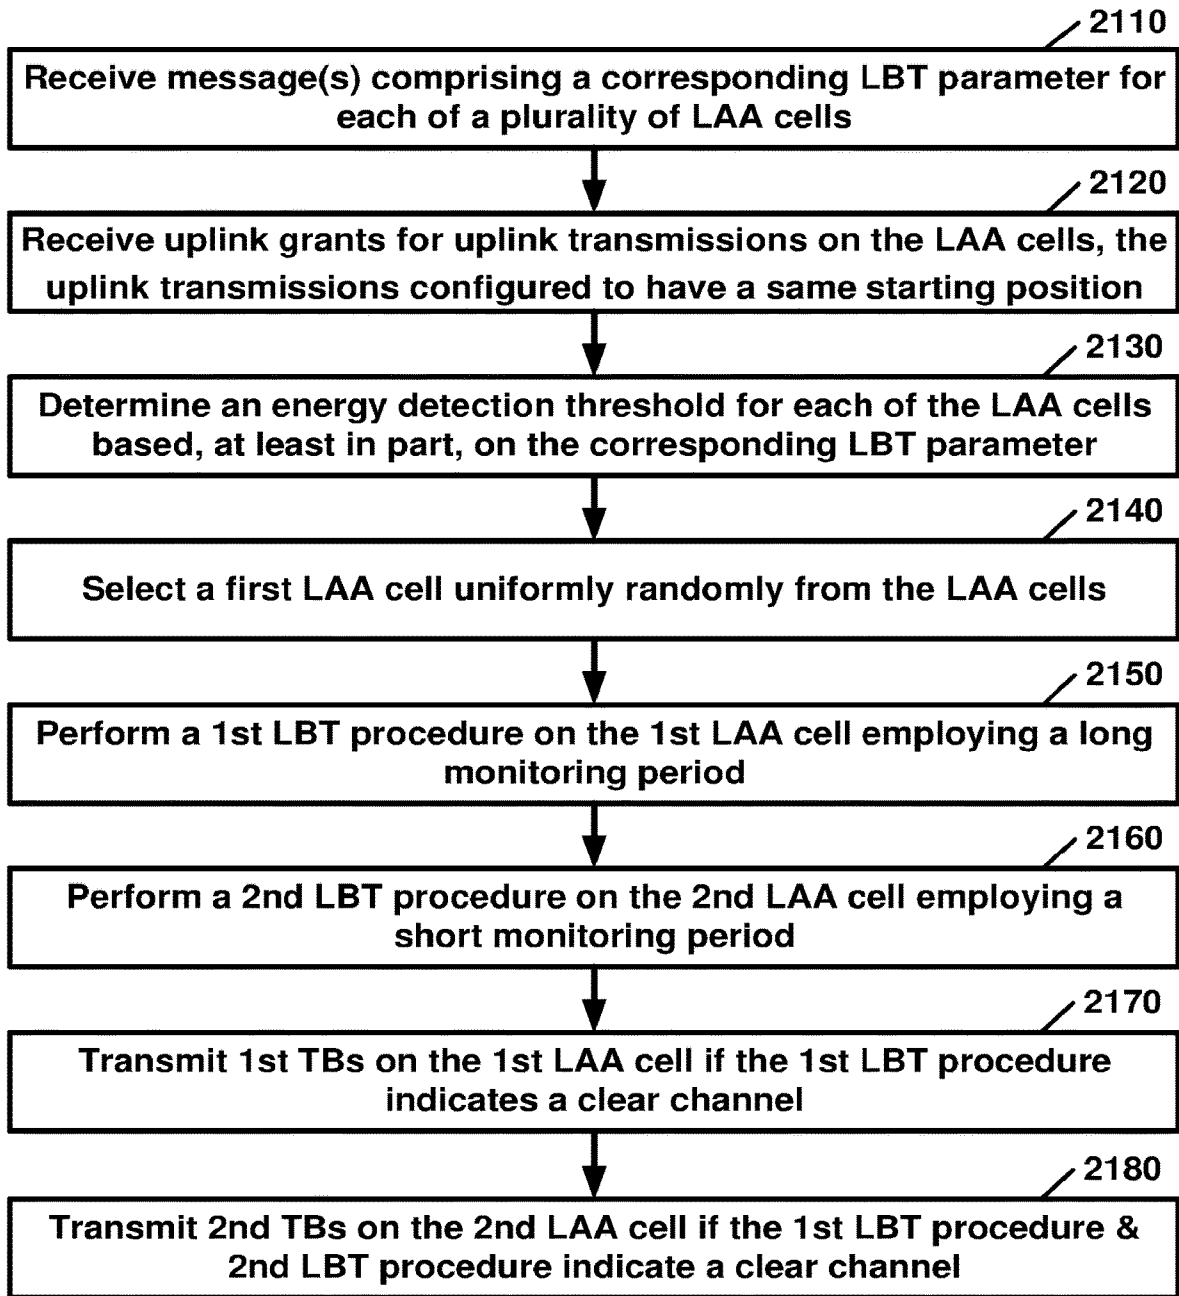 2110
Receive message(s) comprising a corresponding LBT parameter for
each of a plurality of LAA cells
2120
Receive uplink grants for uplink transmissions on the LAA cells, the
uplink transmissions configured to have a same starting position
2130
Determine an energy detection threshold for each of the LAA cells
based, at least in part, on the corresponding LBT parameter
2140
Select a first LAA cell uniformly randomly from the LAA cells
2150
Perform a 1st LBT procedure on the 1st LAA cell employing a long
monitoring period
2160
Perform a 2nd LBT procedure on the 2nd LAA cell employing a
short monitoring period
2170
Transmit 1st TBs on the 1st LAA cell if the 1st LBT procedure
indicates a clear channel
2180
Transmit 2nd TBs on the 2nd LAA cell if the 1st LBT procedure &
2nd LBT procedure indicate a clear channel